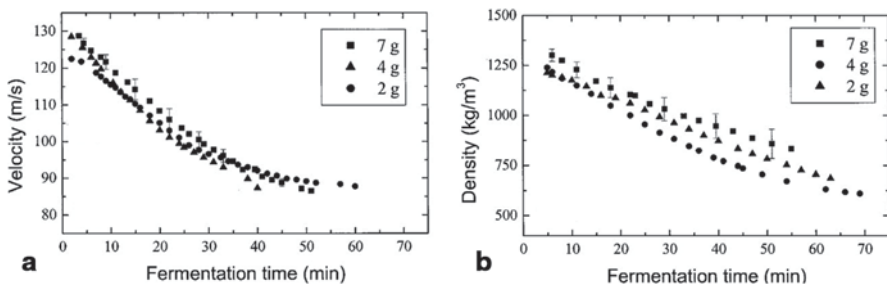 130
120
110
100
90
80
Velocity (m/s)
7 g
4 g
2 g
0 10 20 30 40 50 60 70
Fermentation time (min)
a
1500
1250
1000
750
500
Density (kg/m³)
7 g
4 g
2 g
0 10 20 30 40 50 60 70
Fermentation time (min)
b